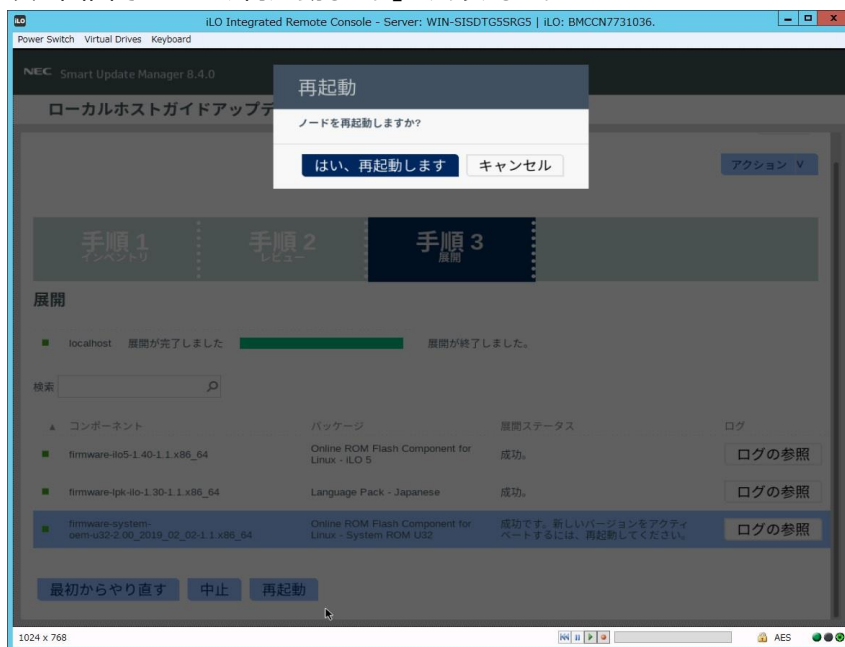 iLO Integrated Remote Console - Server: WIN-SISDTG5SRG5 | iLO: BMCCN7731036.
Power Switch Virtual Drives Keyboard
NEC Smart Update Manager 8.4.0
ローカルホストガイドアップデ
再起動
ノードを再起動しますか?
はい、再起動します キャンセル
アクション
手順 1
インベントリ
手順 2
レビュー
手順 3
展開
展開
localhost 展開が完了しました 展開が終了しました。
検索
コンポーネント パッケージ 展開ステータス ログ
firmware-ilo5-1.40-1.1.x86_64 Online ROM Flash Component for Linux - iLO 5 成功。 ログの参照
firmware-lpk-ilo-1.30-1.1.x86_64 Language Pack - Japanese 成功。 ログの参照
firmware-system-oem-u32-2.00_2019_02_02-1.1.x86_64 Online ROM Flash Component for Linux - System ROM U32 成功です。新しいバージョンをアクティベートするには、再起動してください。 ログの参照
最初からやり直す 中止 再起動
1024 x 768 AES